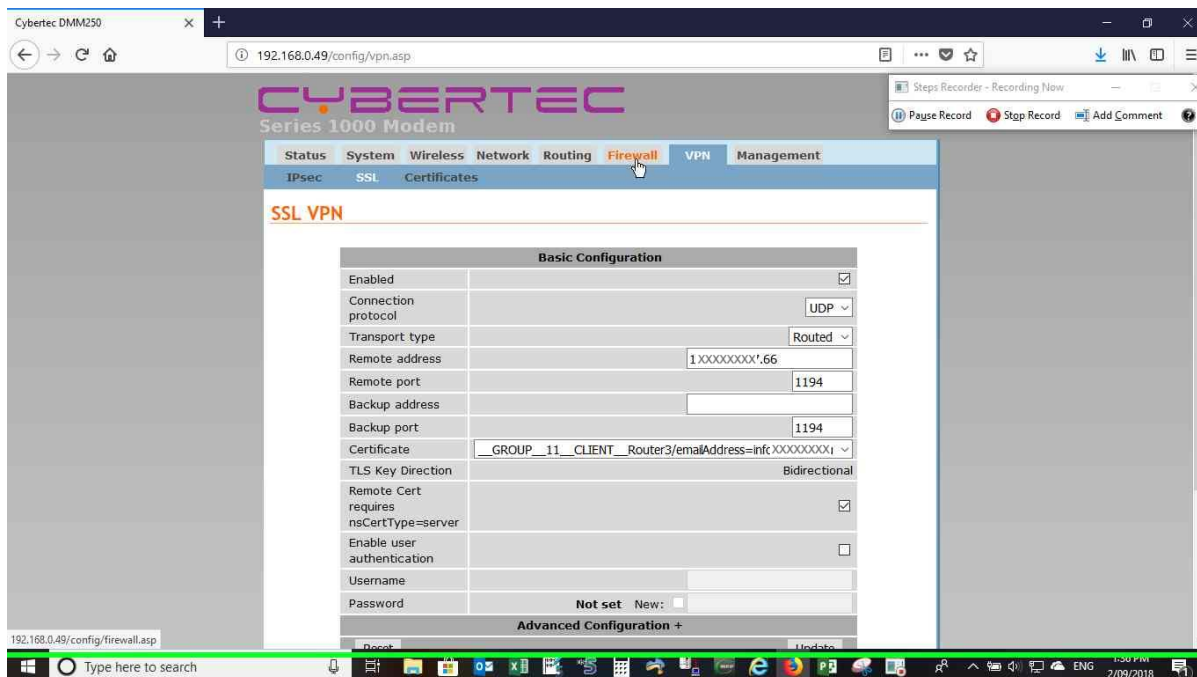 Cybertec DMM250
192.168.0.49/config/vpn.asp
Steps Recorder - Recording Now
Pause Record Stop Record Add Comment
CYBERTEC
Series 1000 Modem
Status System Wireless Network Routing Firewall VPN Management
IPsec SSL Certificates
SSL VPN
Basic Configuration
Enabled
Connection
protocol
UDP
Transport type Routed
Remote address 1XXXXXXXX'.66
Remote port 1194
Backup address
Backup port 1194
Certificate __GROUP__11__CLIENT__Router3/emailAddress=infcXXXXXXXX
TLS Key Direction Bidirectional
Remote Cert
requires
nsCertType=server
Enable user
authentication
Username
Password Not set New:
Advanced Configuration +
Reset Update
192.168.0.49/config/firewall.asp
Type here to search
ENG
1:30 PM
2/09/2018